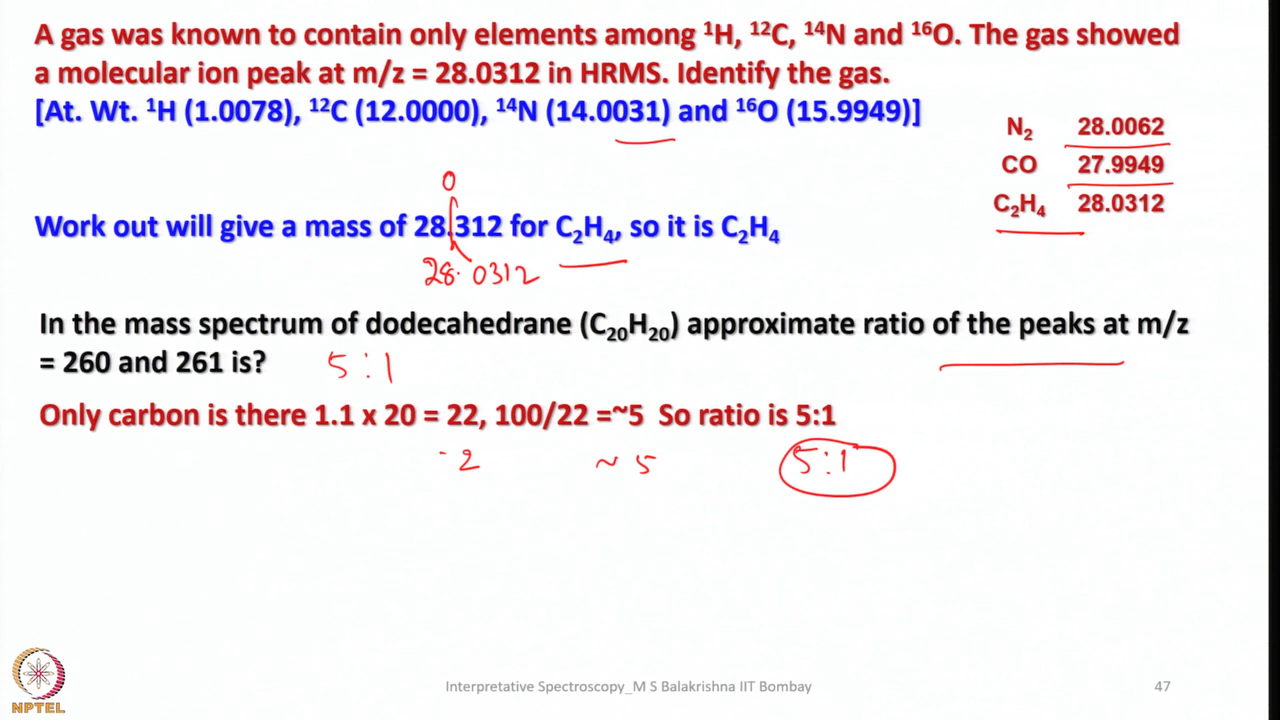 A gas was known to contain only elements among ¹H, ¹²C, ¹⁴N and ¹⁶O. The gas showed
a molecular ion peak at m/z = 28.0312 in HRMS. Identify the gas.
[At. Wt. ¹H (1.0078), ¹²C (12.0000), ¹⁴N (14.0031) and ¹⁶O (15.9949)]
N₂ 28.0062
CO 27.9949
C₂H₄ 28.0312
0
Work out will give a mass of 28.312 for C₂H₄, so it is C₂H₄
28.0312
In the mass spectrum of dodecahedrane (C₂₀H₂₀) approximate ratio of the peaks at m/z
= 260 and 261 is? 5:1
Only carbon is there 1.1 x 20 = 22, 100/22 =~5 So ratio is 5:1
2 ~ 5 5:1
Interpretative Spectroscopy_M S Balakrishna IIT Bombay
47
NPTEL